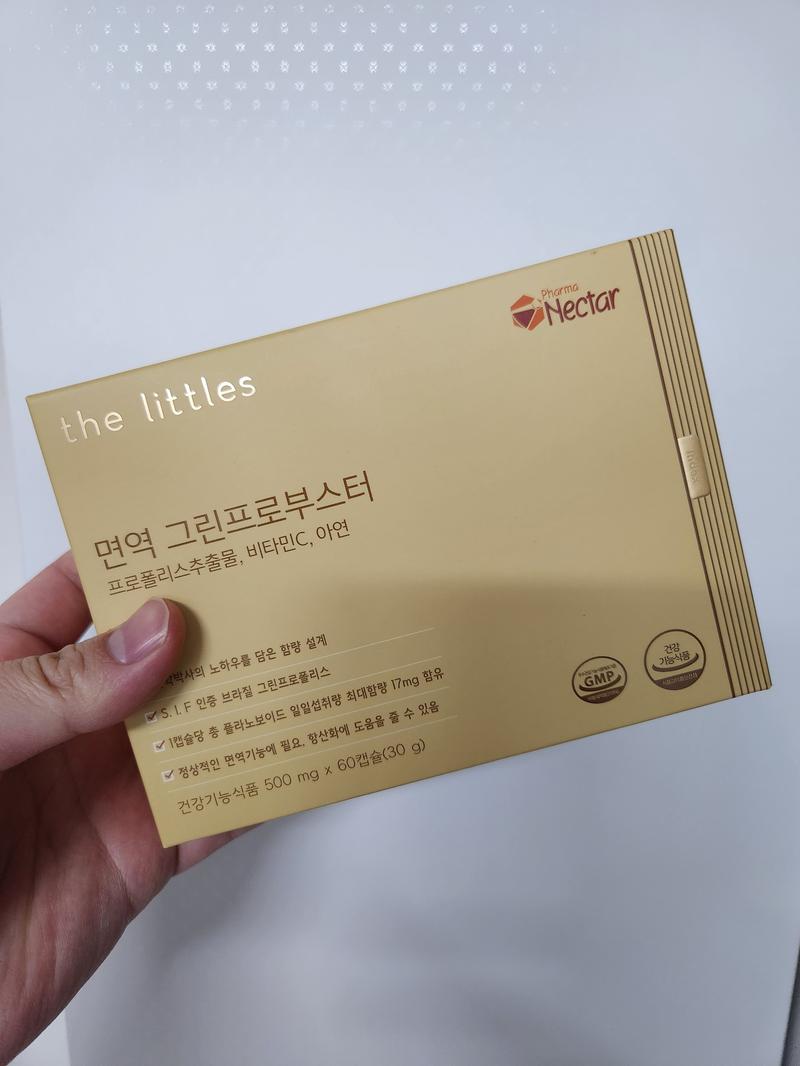 Pharma
Nectar
the littles
Index
면역 그린프로부스터
프로폴리스추출물, 비타민C, 아연
박사의 노하우를 담은 함량 설계
S. I. F 인증 브라질 그린프로폴리스
1캡슐당 총 플라노보이드 일일섭취량 최대함량 17mg 함유
정상적인 면역기능에 필요, 항산화에 도움을 줄 수 있음
건강기능식품 500 mg x 60캡슐(30 g)
GMP
건강
기능식품